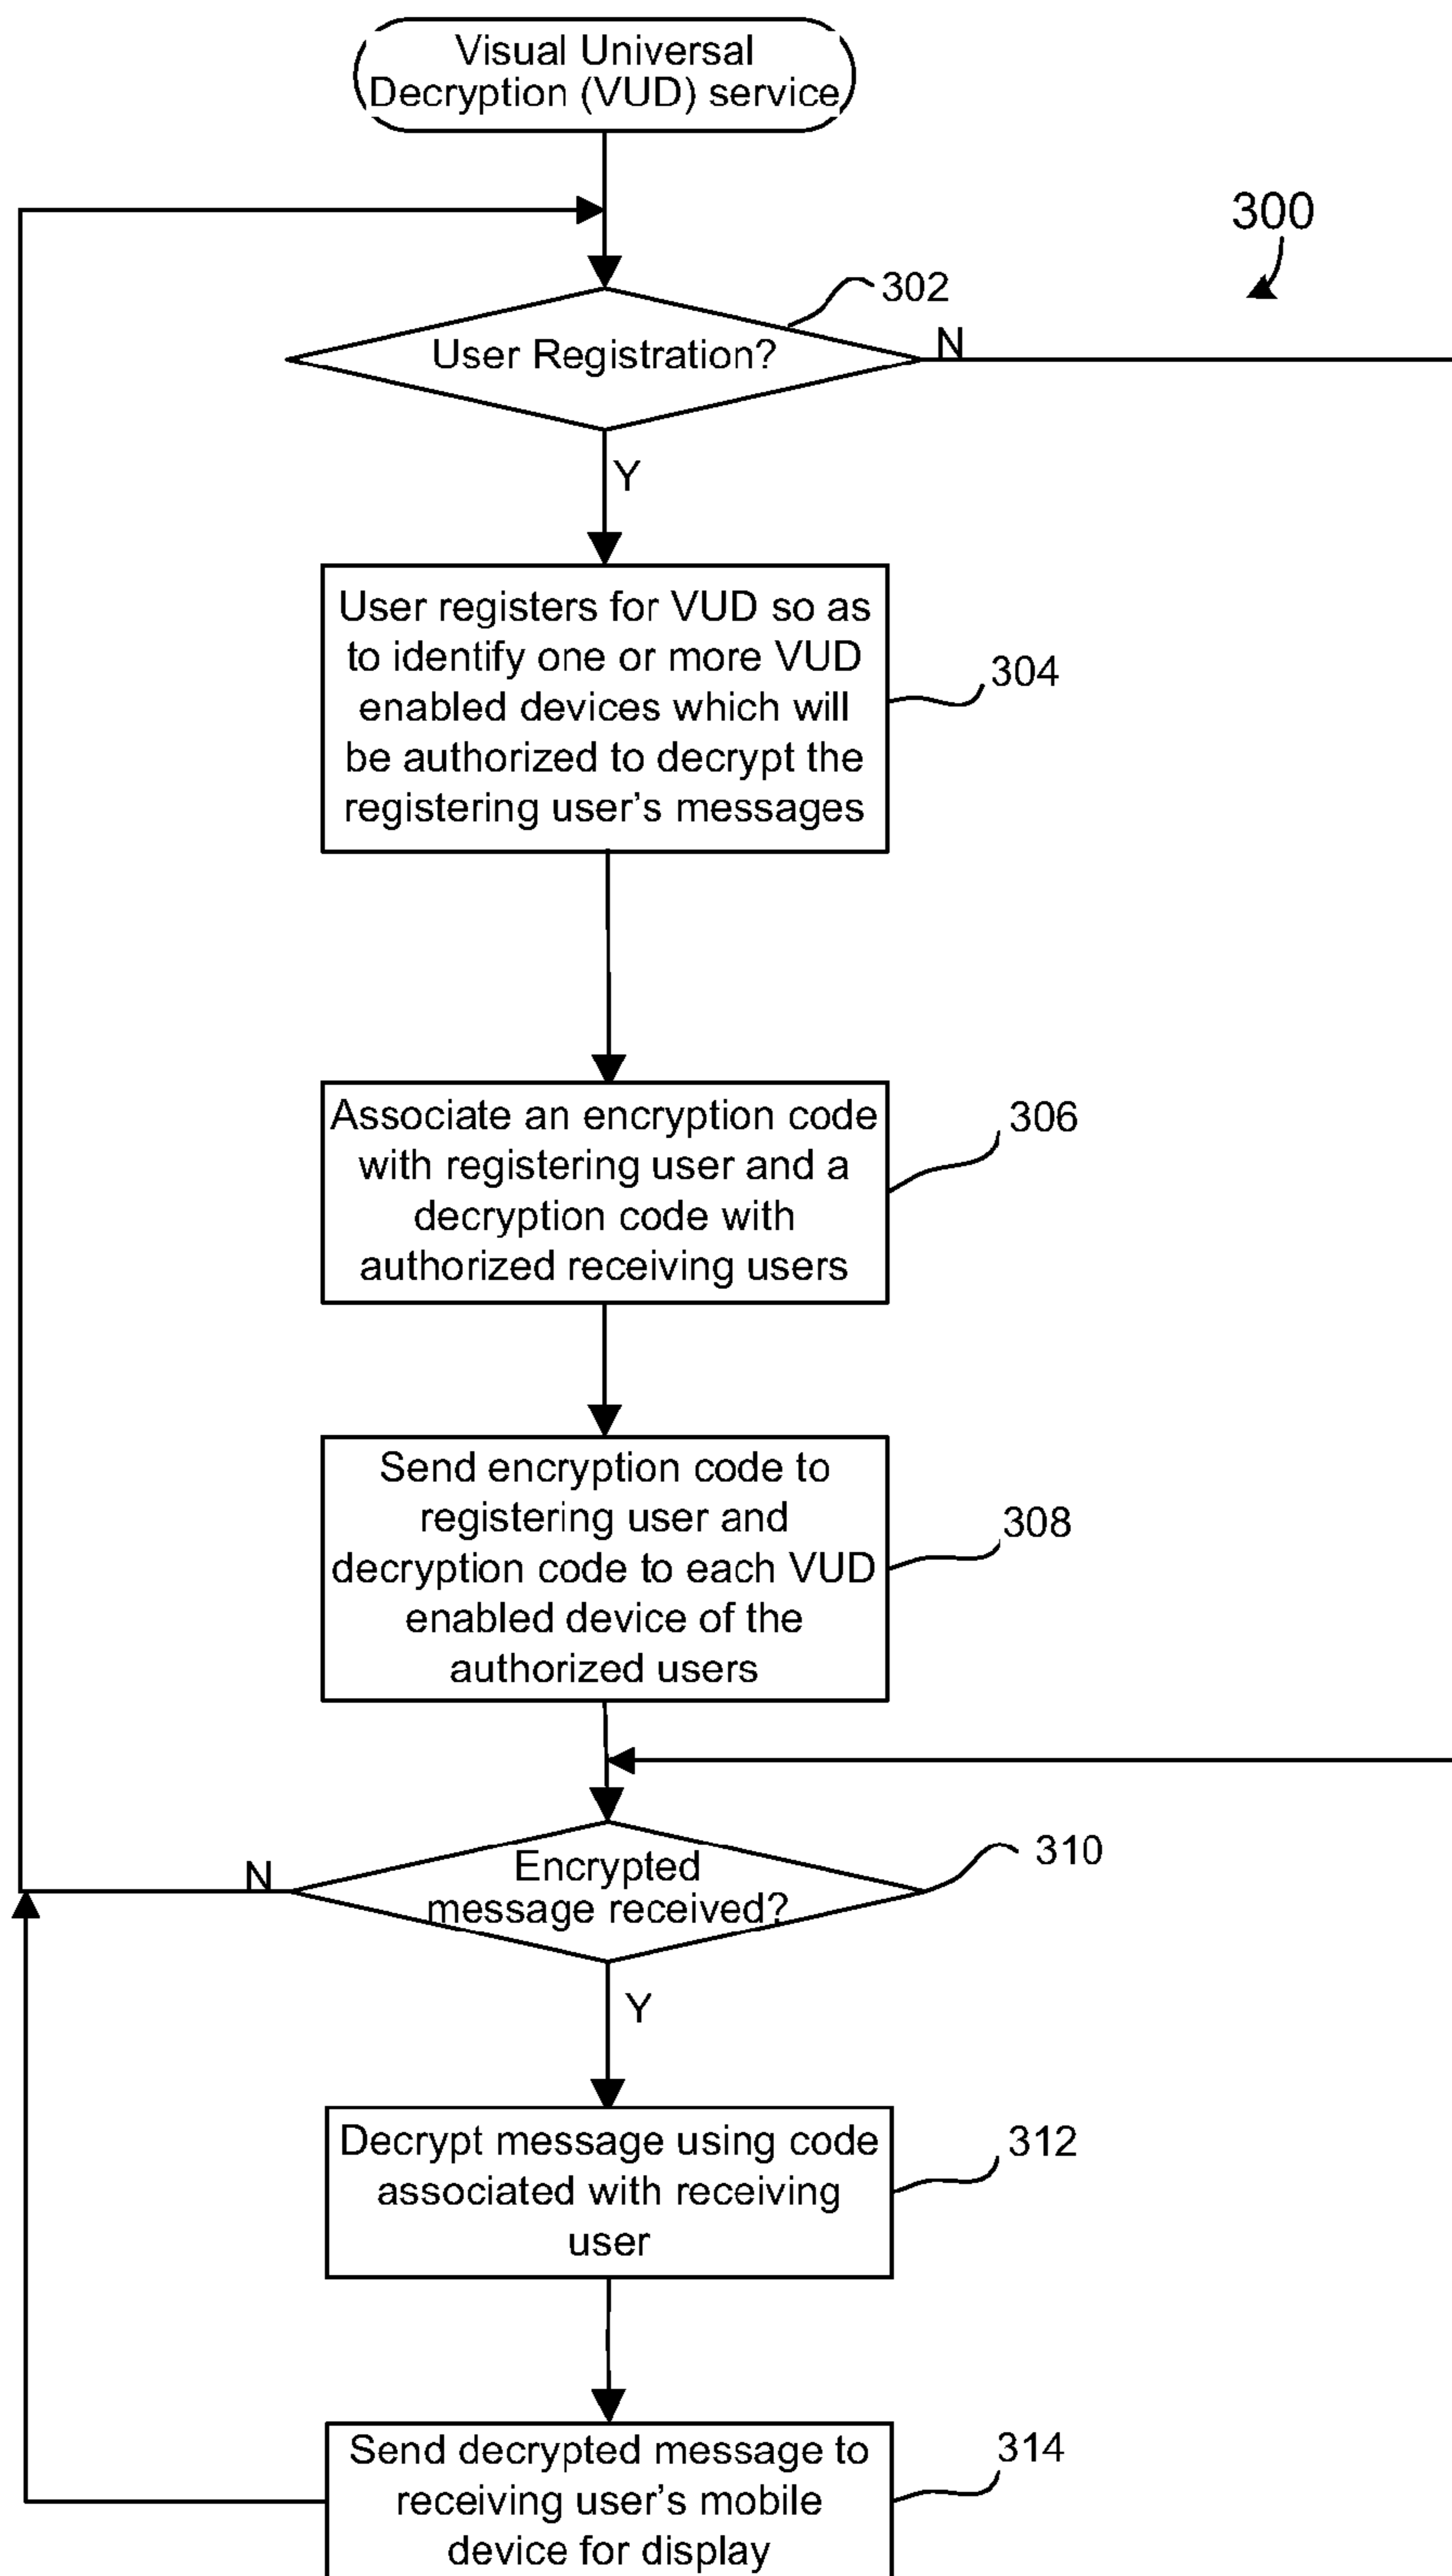 Visual Universal
Decryption (VUD) service
300
302
User Registration?
N
Y
User registers for VUD so as
to identify one or more VUD
enabled devices which will
be authorized to decrypt the
registering user's messages
304
Associate an encryption code
with registering user and a
decryption code with
authorized receiving users
306
Send encryption code to
registering user and
decryption code to each VUD
enabled device of the
authorized users
308
310
N
Encrypted
message received?
Y
Decrypt message using code
associated with receiving
user
312
Send decrypted message to
receiving user's mobile
device for display
314